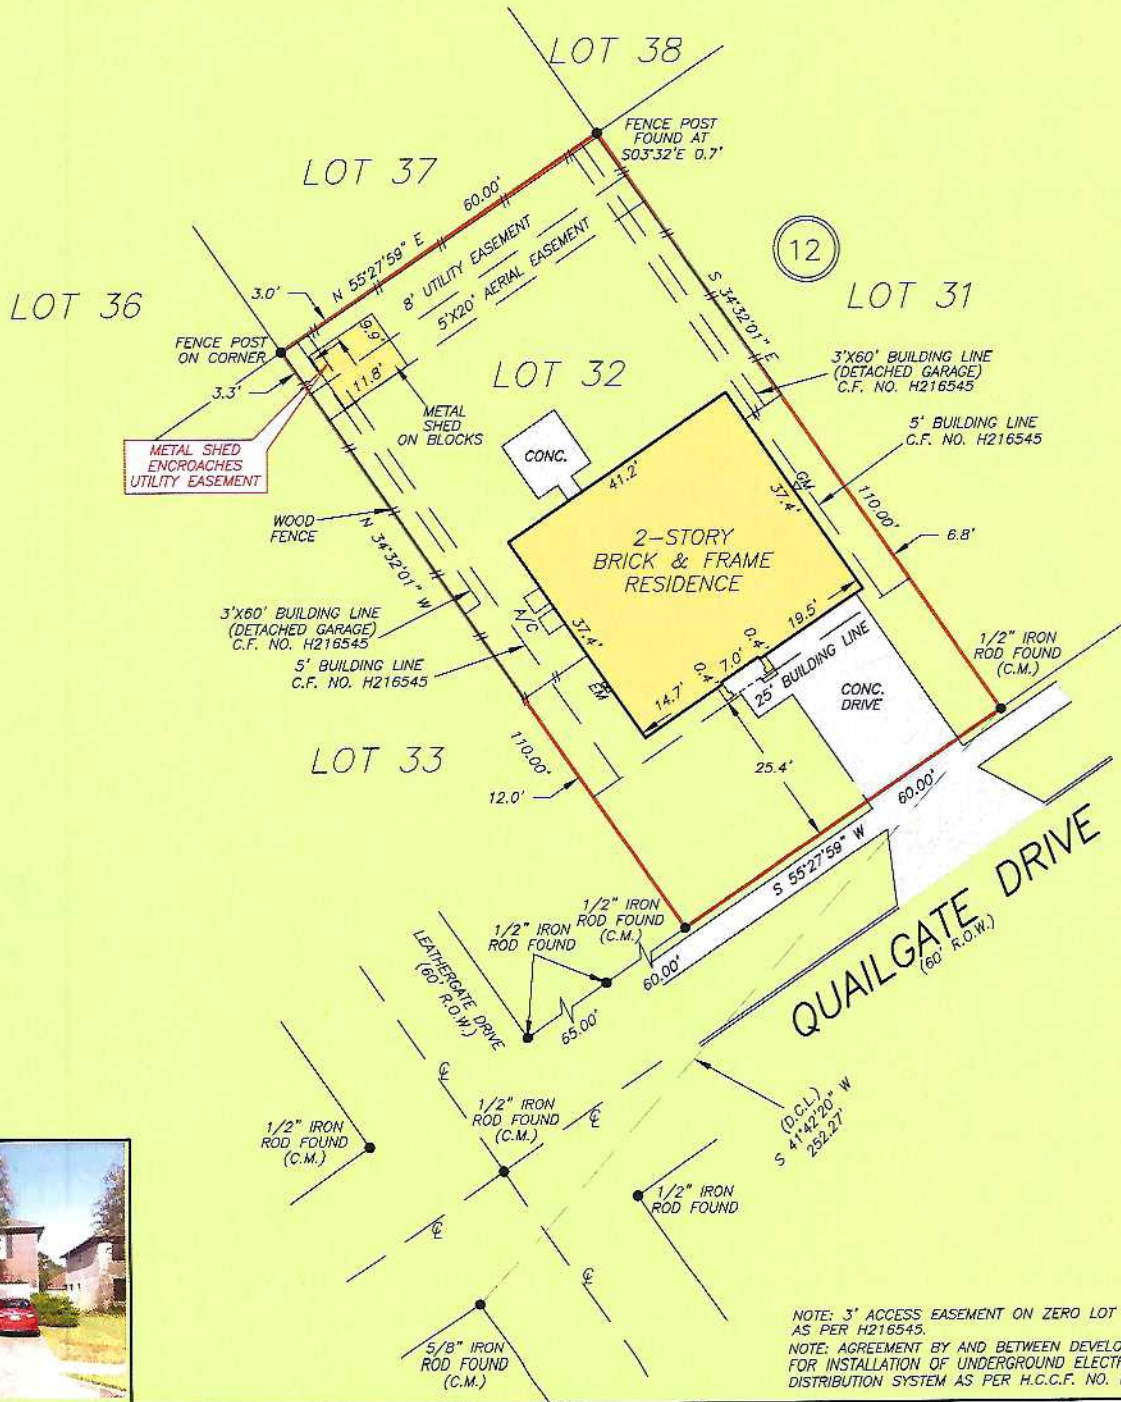 LOT 38
FENCE POST
FOUND AT
S03°32'E 0.7'
LOT 37
60.00'
N 55°27'59" E
8' UTILITY EASEMENT
5'X20' AERIAL EASEMENT
12
S 34°32'01" E
LOT 36
3.0'
LOT 31
FENCE POST
ON CORNER
9.9'
11.8'
3.3'
LOT 32
3'X60' BUILDING LINE
(DETACHED GARAGE)
C.F. NO. H216545
METAL
SHED
ON BLOCKS
5' BUILDING LINE
C.F. NO. H216545
METAL SHED
ENCROACHES
UTILITY EASEMENT
CONC.
41.2'
GM
37.4'
110.00'
WOOD
FENCE
N 34°32'01" W
2-STORY
BRICK & FRAME
RESIDENCE
6.8'
3'X60' BUILDING LINE
(DETACHED GARAGE)
C.F. NO. H216545
A/C
37.4'
19.5'
0.4'
7.0'
0.4'
1/2" IRON
ROD FOUND
(C.M.)
5' BUILDING LINE
C.F. NO. H216545
EM
14.7'
25' BUILDING LINE
CONC.
DRIVE
LOT 33
110.00'
25.4'
12.0'
60.00'
S 55°27'59" W
QUAILGATE DRIVE
(60' R.O.W.)
1/2" IRON
ROD FOUND
(C.M.)
1/2" IRON
ROD FOUND
LEATHERGATE DRIVE
(60' R.O.W.)
60.00'
65.00'
℄
(D.C.L.)
S 41°42'20" W
252.27'
1/2" IRON
ROD FOUND
(C.M.)
℄
1/2" IRON
ROD FOUND
(C.M.)
1/2" IRON
ROD FOUND
℄
℄
5/8" IRON
ROD FOUND
(C.M.)
NOTE: 3' ACCESS EASEMENT ON ZERO LOT
AS PER H216545.
NOTE: AGREEMENT BY AND BETWEEN
FOR INSTALLATION OF UNDERGROUND
DISTRIBUTION SYSTEM AS PER H.C.C.F. NO.